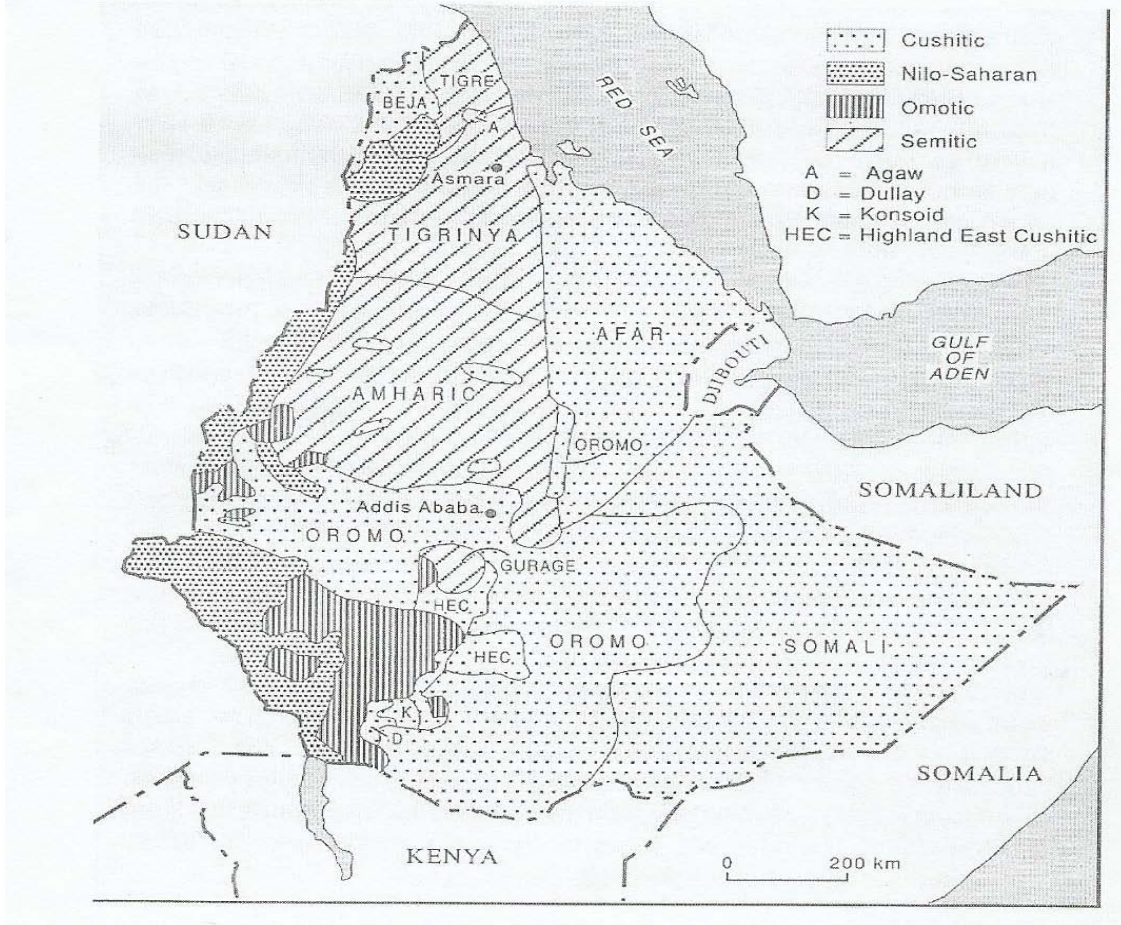 Cushitic
Nilo-Saharan
Omotic
Semitic
A = Agaw
D = Dullay
K = Konsoid
HEC = Highland East Cushitic
RED SEA
TIGRE
BEJA
A
Asmara
SUDAN
TIGRINYA
AFAR
DJIBOUTI
GULF
OF
ADEN
AMHARIC
OROMO
SOMALILAND
Addis Ababa
OROMO
GURAGE
HEC
OROMO
SOMALI
HEC
K
D
SOMALIA
KENYA
0 200 km